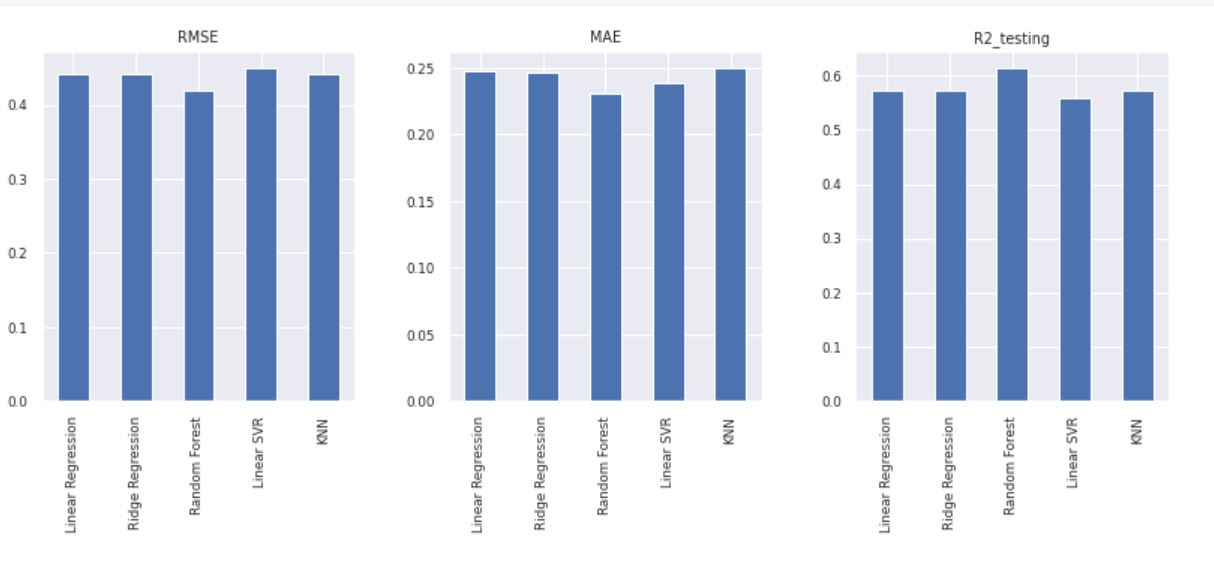 RMSE
0.4
0.3
0.2
0.1
0.0
Linear Regression
Ridge Regression
Random Forest
Linear SVR
KNN
MAE
0.25
0.20
0.15
0.10
0.05
0.00
Linear Regression
Ridge Regression
Random Forest
Linear SVR
KNN
R2_testing
0.6
0.5
0.4
0.3
0.2
0.1
0.0
Linear Regression
Ridge Regression
Random Forest
Linear SVR
KNN